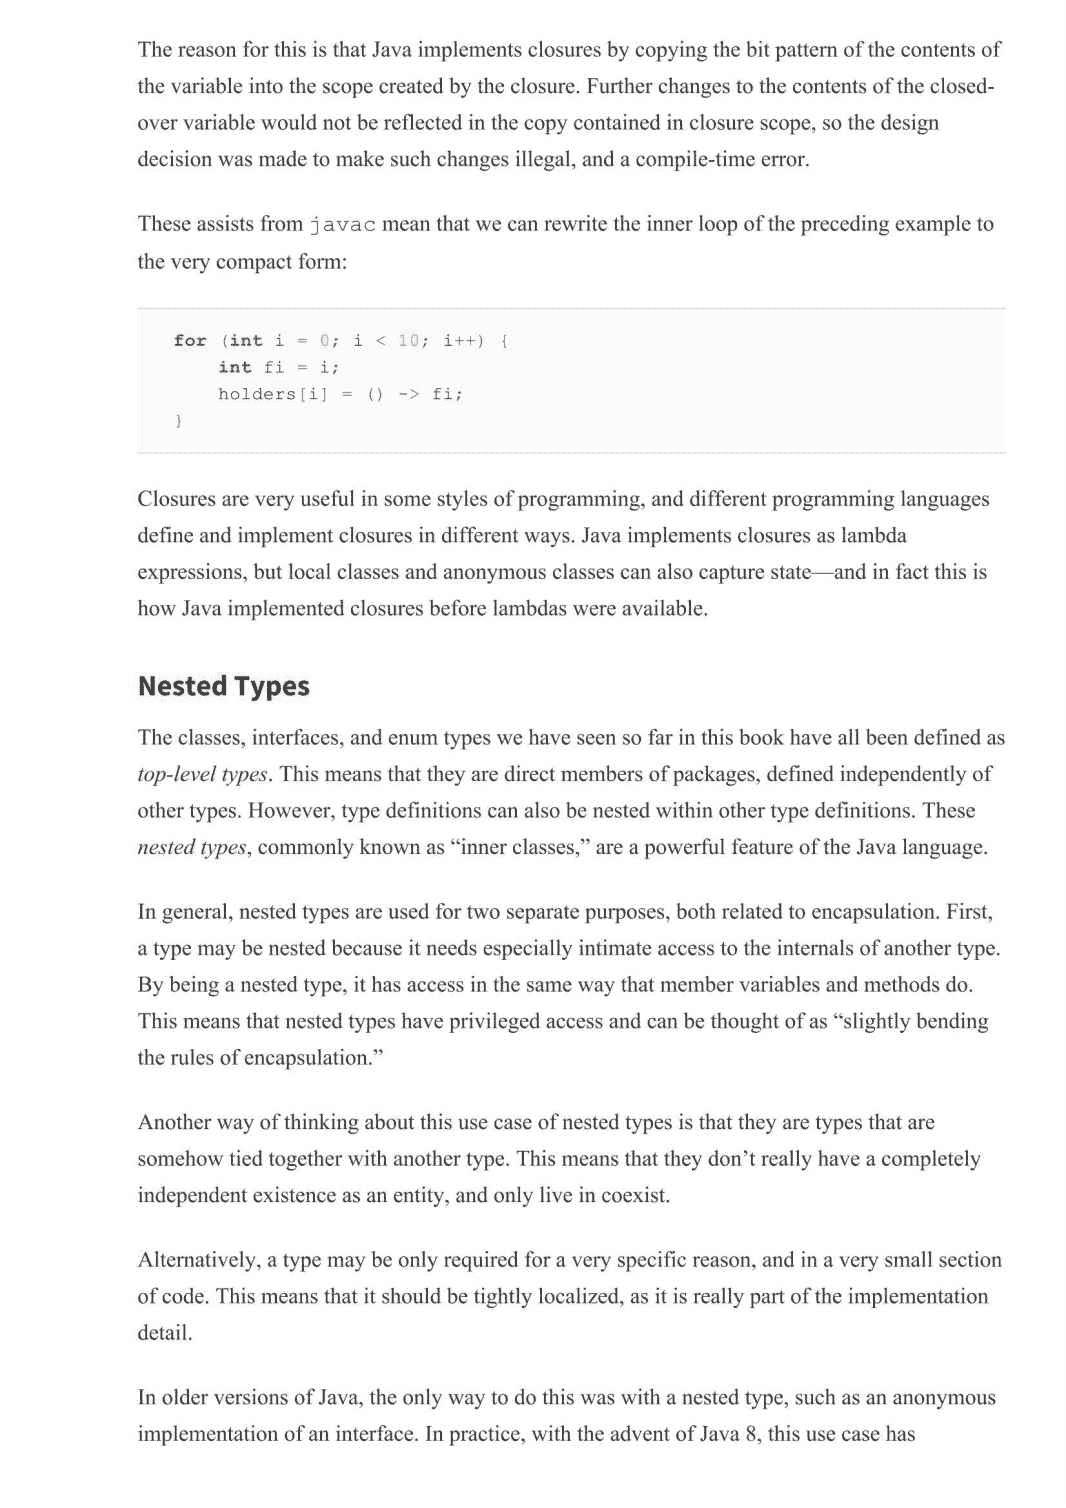 The reason for this is that Java implements closures by copying the bit pattern of the contents of
the variable into the scope created by the closure. Further changes to the contents of the closed-
over variable would not be reflected in the copy contained in closure scope, so the design
decision was made to make such changes illegal, and a compile-time error.
These assists from javac mean that we can rewrite the inner loop of the preceding example to
the very compact form:
for (int i = 0; i < 10; i++) {
    int fi = i;
    holders[i] = () -> fi;
}
Closures are very useful in some styles of programming, and different programming languages
define and implement closures in different ways. Java implements closures as lambda
expressions, but local classes and anonymous classes can also capture state—and in fact this is
how Java implemented closures before lambdas were available.
Nested Types
The classes, interfaces, and enum types we have seen so far in this book have all been defined as
top-level types. This means that they are direct members of packages, defined independently of
other types. However, type definitions can also be nested within other type definitions. These
nested types, commonly known as “inner classes,” are a powerful feature of the Java language.
In general, nested types are used for two separate purposes, both related to encapsulation. First,
a type may be nested because it needs especially intimate access to the internals of another type.
By being a nested type, it has access in the same way that member variables and methods do.
This means that nested types have privileged access and can be thought of as “slightly bending
the rules of encapsulation.”
Another way of thinking about this use case of nested types is that they are types that are
somehow tied together with another type. This means that they don’t really have a completely
independent existence as an entity, and only live in coexist.
Alternatively, a type may be only required for a very specific reason, and in a very small section
of code. This means that it should be tightly localized, as it is really part of the implementation
detail.
In older versions of Java, the only way to do this was with a nested type, such as an anonymous
implementation of an interface. In practice, with the advent of Java 8, this use case has